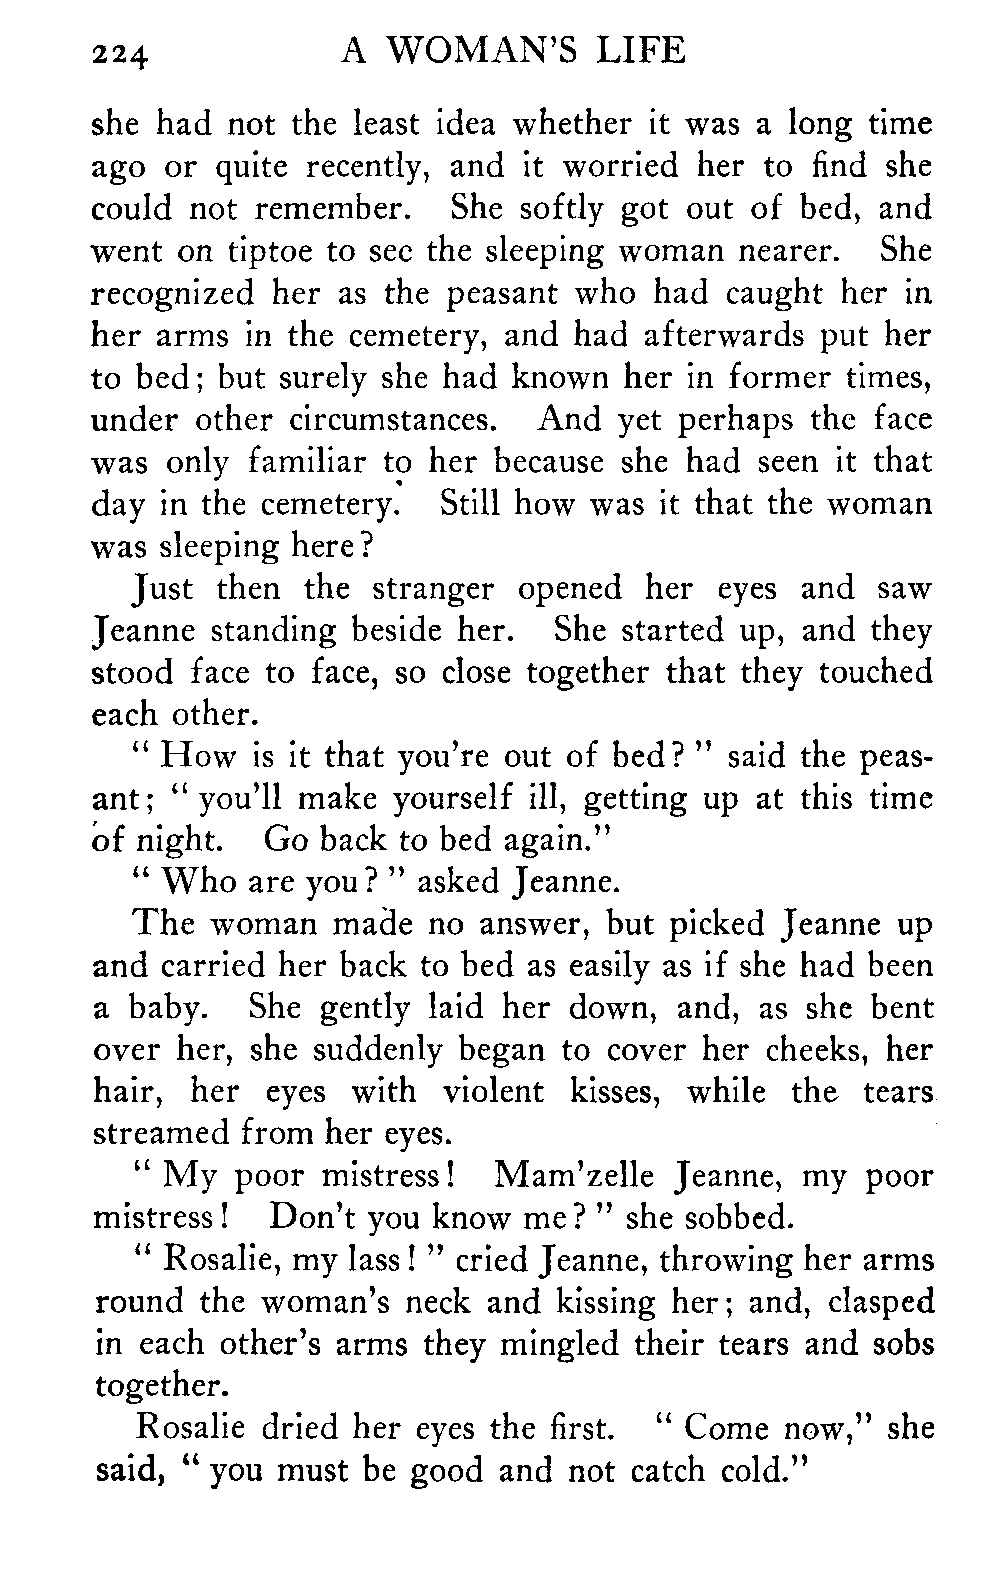 224 A WOMAN'S LIFE
she had not the least idea whether it was a long time
ago or quite recently, and it worried her to find she
could not remember. She softly got out of bed, and
went on tiptoe to see the sleeping woman nearer. She
recognized her as the peasant who had caught her in
her arms in the cemetery, and had afterwards put her
to bed; but surely she had known her in former times,
under other circumstances. And yet perhaps the face
was only familiar to her because she had seen it that
day in the cemetery. Still how was it that the woman
was sleeping here?
Just then the stranger opened her eyes and saw
Jeanne standing beside her. She started up, and they
stood face to face, so close together that they touched
each other.
"How is it that you're out of bed?" said the peas-
ant; "you'll make yourself ill, getting up at this time
of night. Go back to bed again."
"Who are you?" asked Jeanne.
The woman made no answer, but picked Jeanne up
and carried her back to bed as easily as if she had been
a baby. She gently laid her down, and, as she bent
over her, she suddenly began to cover her cheeks, her
hair, her eyes with violent kisses, while the tears
streamed from her eyes.
"My poor mistress! Mam'zelle Jeanne, my poor
mistress! Don't you know me?" she sobbed.
"Rosalie, my lass!" cried Jeanne, throwing her arms
round the woman's neck and kissing her; and, clasped
in each other's arms they mingled their tears and sobs
together.
Rosalie dried her eyes the first. "Come now," she
said, "you must be good and not catch cold."